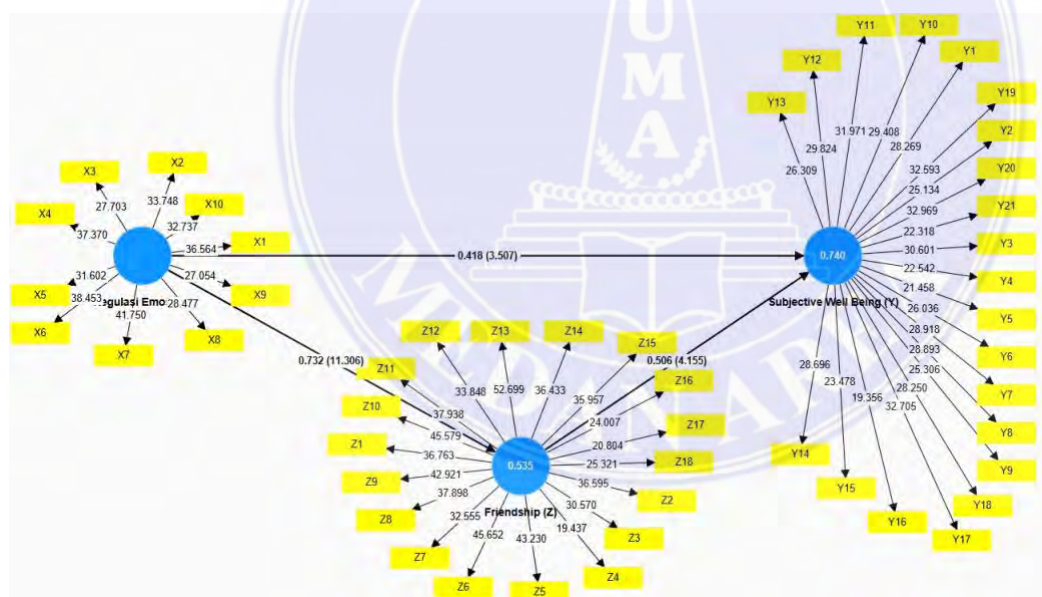 X3
X2
X4
X10
X1
X5
X9
X6
X7
X8
27.703
33.748
37.370
32.737
36.564
31.602
27.054
38.453
28.477
41.750
egulasi Emo
0.418 (3.507)
0.732 (11.306)
0.506 (4.155)
Z12
Z13
Z14
Z15
Z11
Z16
Z10
Z17
Z1
Z18
Z9
Z2
Z8
Z3
Z7
Z4
Z6
Z5
33.848
52.699
36.433
35.957
37.938
24.007
45.579
20.804
36.763
25.321
42.921
36.595
37.898
30.570
32.555
19.437
45.652
43.230
0.535
Friendship (Z)
Y11
Y10
Y12
Y1
Y13
Y19
Y2
Y20
Y21
Y3
Y4
Y5
Y6
Y7
Y8
Y9
Y18
Y17
Y16
Y15
Y14
31.971
29.408
29.824
28.269
26.309
32.593
25.134
32.969
22.318
30.601
22.542
21.458
26.036
28.918
28.893
25.306
28.250
32.705
19.356
23.478
28.696
0.740
Subjective Well Being (Y)
UMA
MEDAN AR